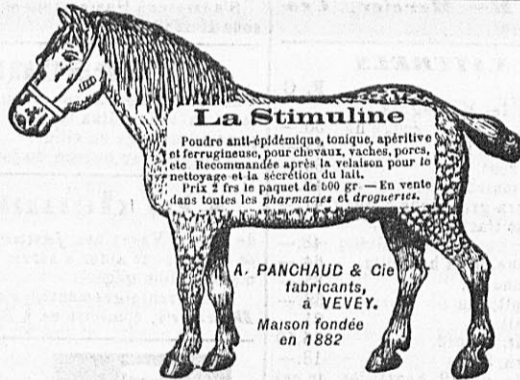 La Stimuline
Poudre anti-épidémique, tonique, apéritive
et ferrugineuse, pour chevaux, vaches, porcs,
etc Recommandée après la vêlaison pour le
nettoyage et la sécrétion du lait.
Prix 2 frs le paquet de 500 gr — En vente
dans toutes les pharmacies et drogueries.
A. PANCHAUD & Cie
fabricants,
à VEVEY.
Maison fondée
en 1882